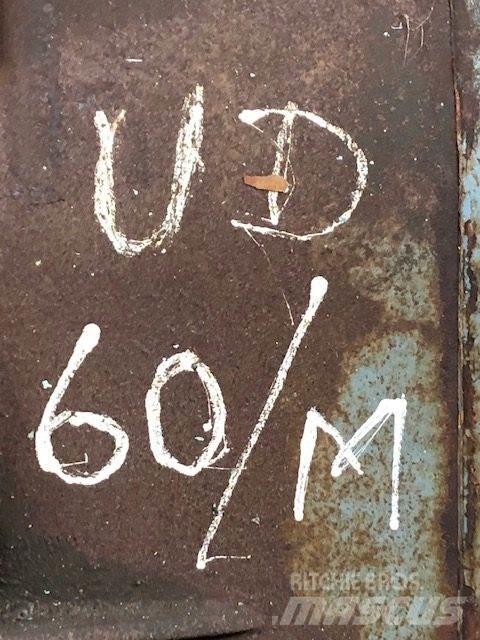 UD
60/M
RITCHIE BROS.
MASCUS